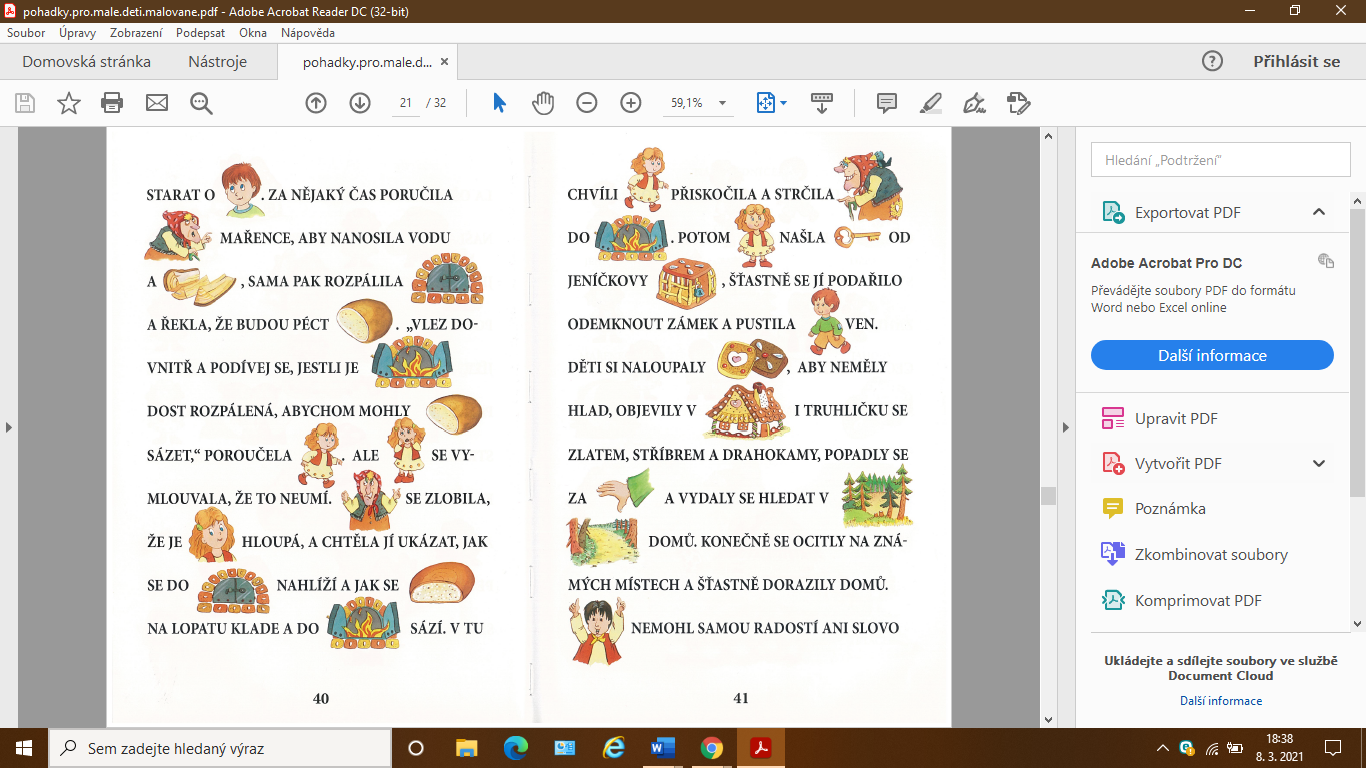 pohadky.pro.male.deti.malovane.pdf - Adobe Acrobat Reader DC (32-bit)
Soubor Úpravy Zobrazení Podepsat Okna Nápověda
Domovská stránka Nástroje pohadky.pro.male.d... × Přihlásit se
21 / 32 59,1%
STARAT O . ZA NĚJAKÝ ČAS PORUČILA
MAŘENCE, ABY NANOSILA VODU
A , SAMA PAK ROZPÁLILA
A ŘEKLA, ŽE BUDOU PÉCT . „VLEZ DO-
VNITŘ A PODÍVEJ SE, JESTLI JE
DOST ROZPÁLENÁ, ABYCHOM MOHLY
SÁZET,“ POROUČELA . ALE SE VY-
MLOUVALA, ŽE TO NEUMÍ. SE ZLOBILA,
ŽE JE HLOUPÁ, A CHTĚLA JÍ UKÁZAT, JAK
SE DO NAHLÍŽÍ A JAK SE
NA LOPATU KLADE A DO SÁZÍ. V TU
40
CHVÍLI PŘISKOČILA A STRČILA
DO . POTOM NAŠLA OD
JENÍČKOVY , ŠŤASTNĚ SE JÍ PODAŘILO
ODEMKNOUT ZÁMEK A PUSTILA VEN.
DĚTI SI NALOUPALY , ABY NEMĚLY
HLAD, OBJEVILY V I TRUHLIČKU SE
ZLATEM, STŘÍBREM A DRAHOKAMY, POPADLY SE
ZA A VYDALY SE HLEDAT V
DOMŮ. KONEČNĚ SE OCITLY NA ZNÁ-
MÝCH MÍSTECH A ŠŤASTNĚ DORAZILY DOMŮ.
NEMOHL SAMOU RADOSTÍ ANI SLOVO
41
Hledání „Podtržení“
Exportovat PDF
Adobe Acrobat Pro DC
Převádějte soubory PDF do formátu
Word nebo Excel online
Další informace
Upravit PDF
Vytvořit PDF
Poznámka
Zkombinovat soubory
Komprimovat PDF
Ukládejte a sdílejte soubory ve službě
Document Cloud
Další informace
Sem zadejte hledaný výraz
18:38
8. 3. 2021